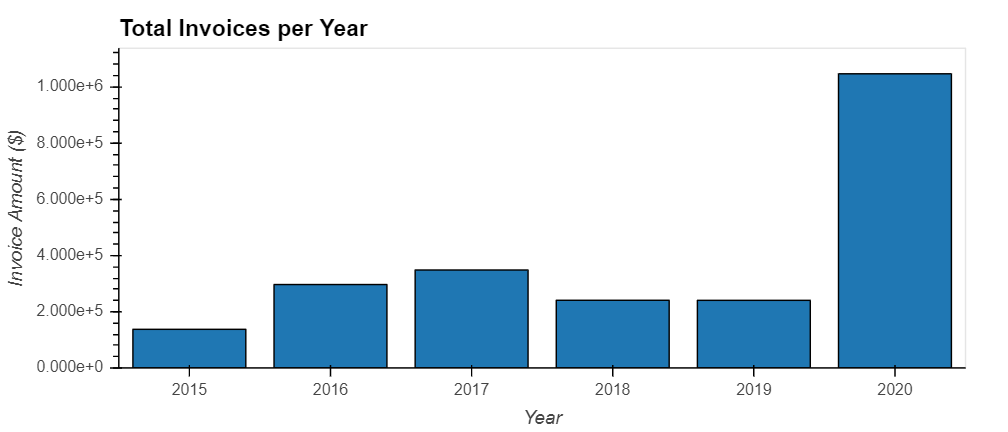 Total Invoices per Year
Invoice Amount ($)
1.000e+6
8.000e+5
6.000e+5
4.000e+5
2.000e+5
0.000e+0
2015 2016 2017 2018 2019 2020
Year